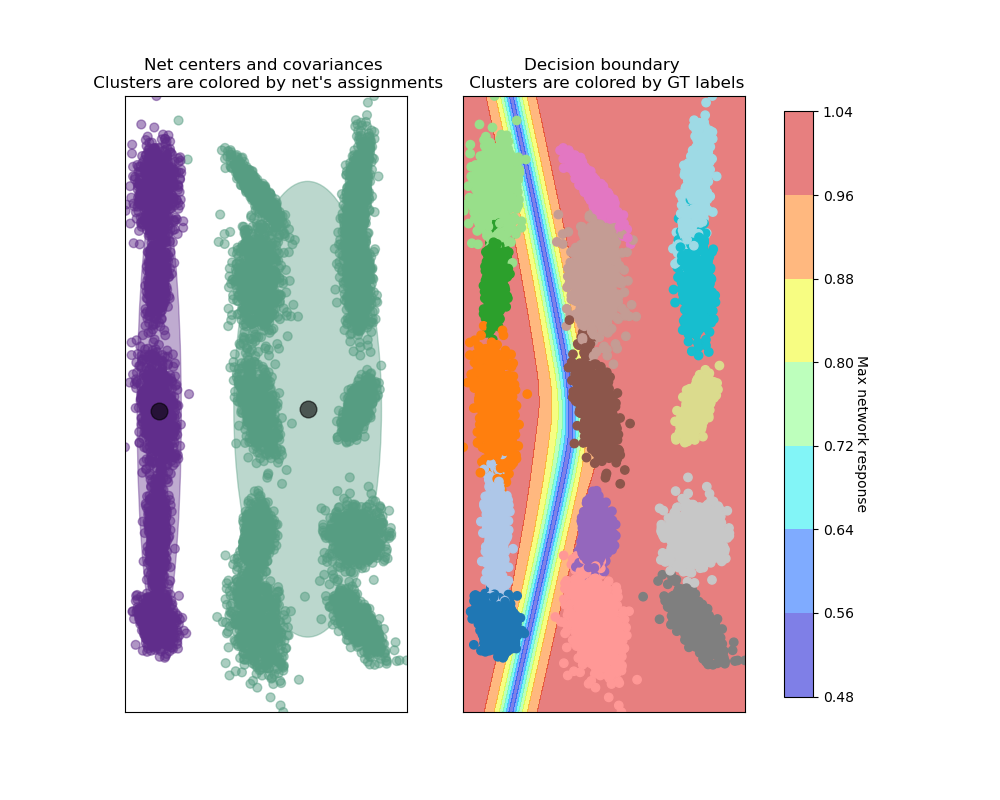 Net centers and covariances
Clusters are colored by net's assignments
Decision boundary
Clusters are colored by GT labels
1.04
0.96
0.88
0.80
0.72
0.64
0.56
0.48
Max network response